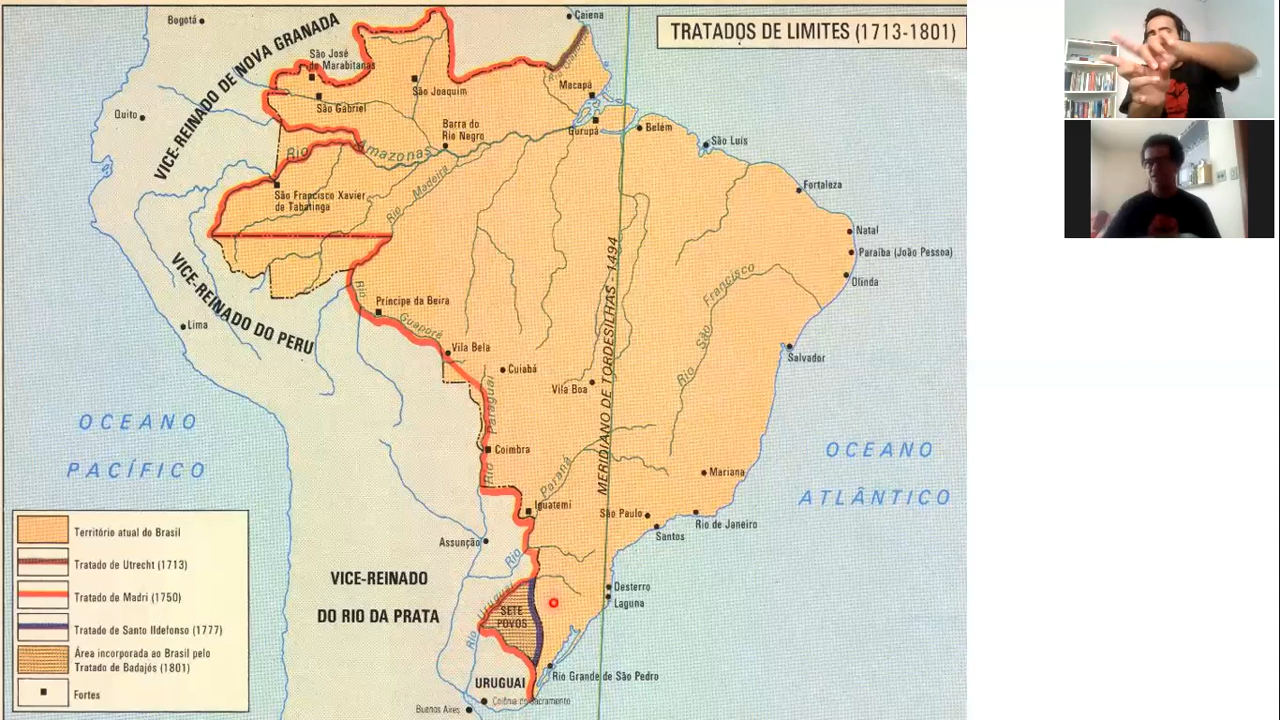 TRATADOS DE LIMITES (1713-1801)
Bogotá
VICE-REINADO DE NOVA GRANADA
Caiena
São José
de Marabitanas
São Gabriel
São Joaquim
Macapá
Quito
Barra do
Rio Negro
Gurupá
Belém
São Luís
Rio Amazonas
Rio Madeira
São Francisco Xavier
de Tabatinga
Fortaleza
Natal
Paraíba (João Pessoa)
Olinda
VICE-REINADO DO PERU
Lima
Príncipe da Beira
Rio Guaporé
Vila Bela
Cuiabá
Vila Boa
MERIDIANO DE TORDESILHAS - 1494
Rio São Francisco
Salvador
OCEANO
PACÍFICO
OCEANO
ATLÂNTICO
Rio Paraguai
Coimbra
Paraná
Mariana
Iguatemi
São Paulo
Rio de Janeiro
Santos
Assunção
Rio
VICE-REINADO
DO RIO DA PRATA
Desterro
Laguna
SETE
POVOS
Rio Uruguai
Rio Grande de São Pedro
URUGUAI
Colônia do Sacramento
Buenos Aires
Território atual do Brasil
Tratado de Utrecht (1713)
Tratado de Madri (1750)
Tratado de Santo Ildefonso (1777)
Área incorporada ao Brasil pelo
Tratado de Badajós (1801)
Fortes